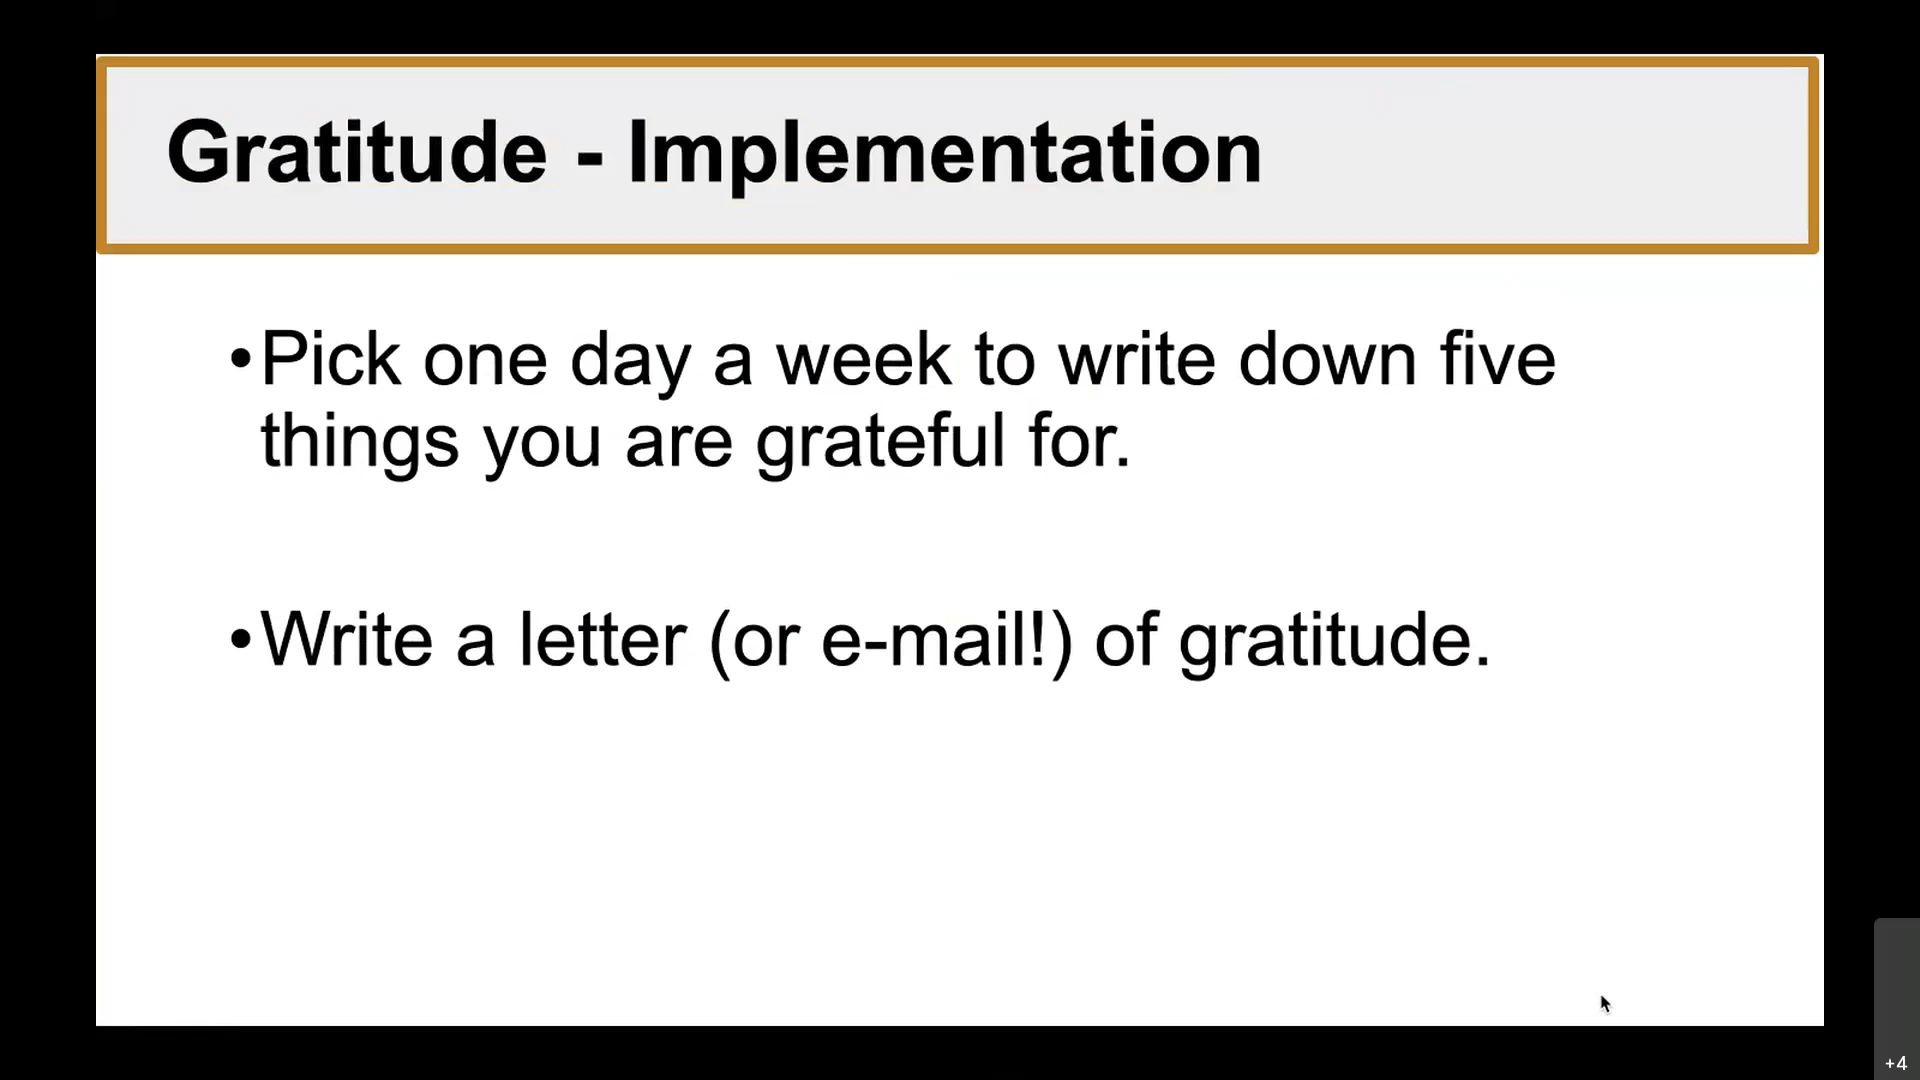 Gratitude - Implementation
•Pick one day a week to write down five
things you are grateful for.
•Write a letter (or e-mail!) of gratitude.
+4